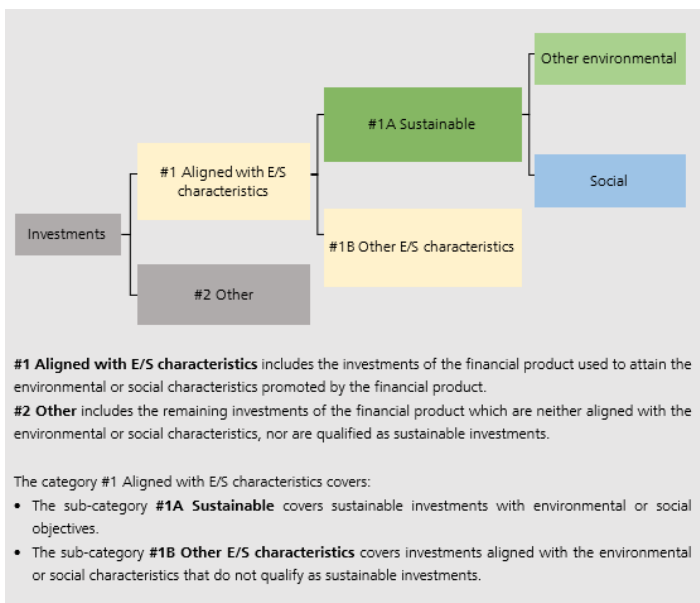 Other environmental
#1A Sustainable
#1 Aligned with E/S
characteristics
Social
Investments
#1B Other E/S characteristics
#2 Other
#1 Aligned with E/S characteristics includes the investments of the financial product used to attain the
environmental or social characteristics promoted by the financial product.
#2 Other includes the remaining investments of the financial product which are neither aligned with the
environmental or social characteristics, nor are qualified as sustainable investments.
The category #1 Aligned with E/S characteristics covers:
• The sub-category #1A Sustainable covers sustainable investments with environmental or social
objectives.
• The sub-category #1B Other E/S characteristics covers investments aligned with the environmental
or social characteristics that do not qualify as sustainable investments.